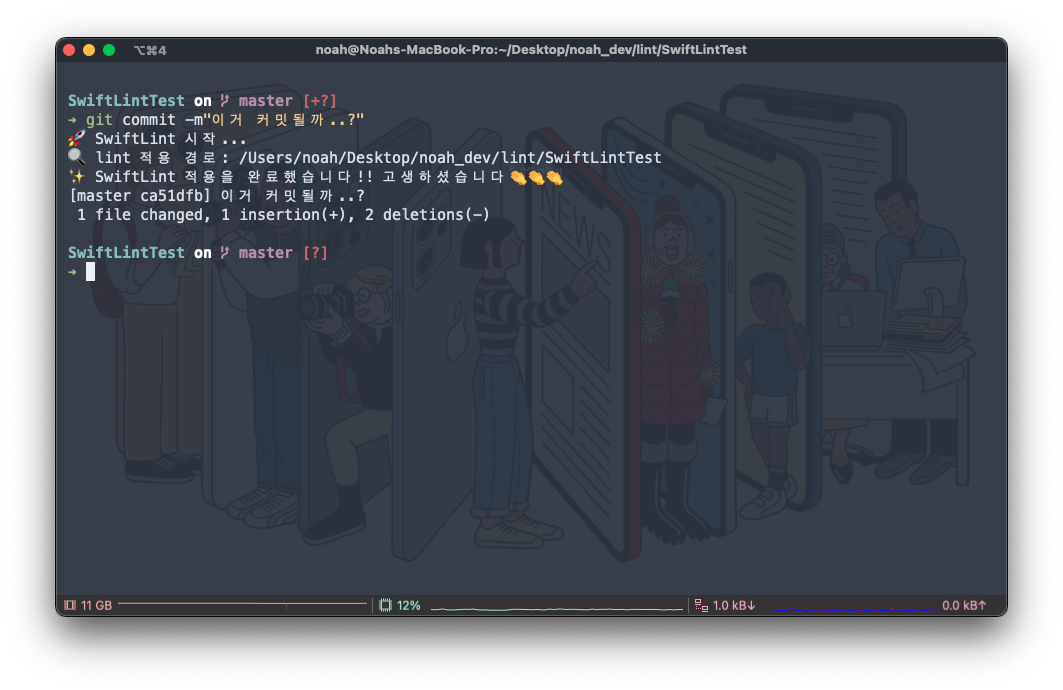 ⌥⌘4
noah@Noahs-MacBook-Pro:~/Desktop/noah_dev/lint/SwiftLintTest
SwiftLintTest on master [+?]
→ git commit -m"이거 커밋될까..?"
🚀 SwiftLint 시작...
🔍 lint 적용 경로: /Users/noah/Desktop/noah_dev/lint/SwiftLintTest
✨ SwiftLint 적용을 완료했습니다!! 고생하셨습니다👏👏👏
[master ca51dfb] 이거 커밋될까..?
1 file changed, 1 insertion(+), 2 deletions(-)
SwiftLintTest on master [?]
→
NEWS
11 GB 12% 1.0 kB↓ 0.0 kB↑